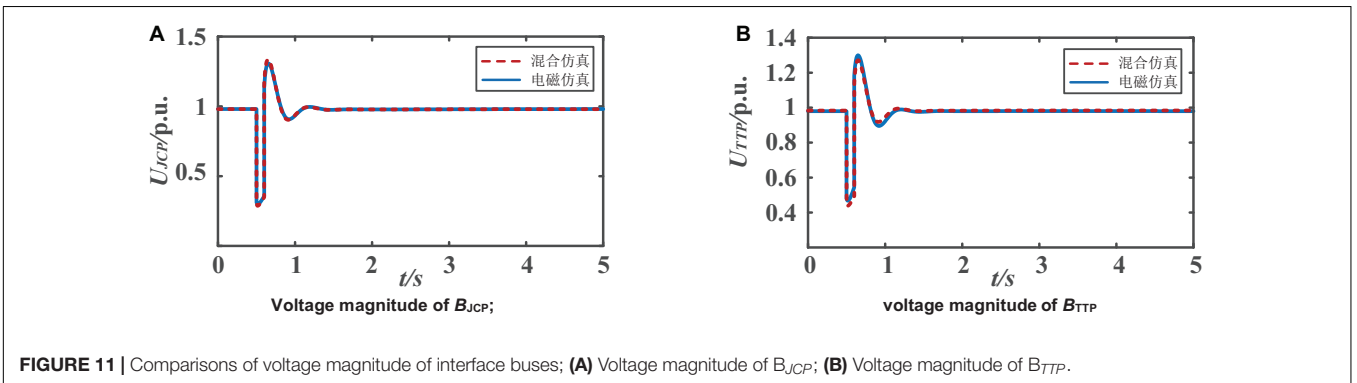 A
1.5
1
0.5
U_JCP/p.u.
混合仿真
电磁仿真
0 1 2 3 4 5
t/s
Voltage magnitude of B_JCP;
B
1.4
1.2
1
0.8
0.6
0.4
U_TTP/p.u.
混合仿真
电磁仿真
0 1 2 3 4 5
t/s
voltage magnitude of B_TTP
FIGURE 11 | Comparisons of voltage magnitude of interface buses; (A) Voltage magnitude of B_JCP; (B) Voltage magnitude of B_TTP.